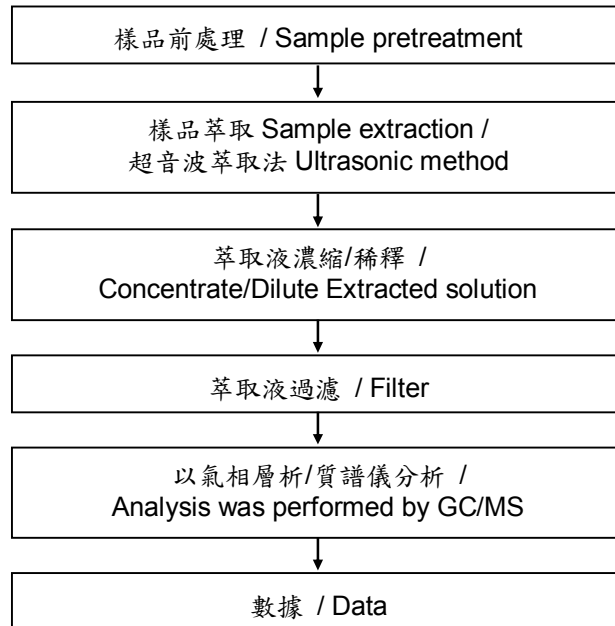 樣品前處理 / Sample pretreatment
樣品萃取 Sample extraction /
超音波萃取法 Ultrasonic method
萃取液濃縮/稀釋 /
Concentrate/Dilute Extracted solution
萃取液過濾 / Filter
以氣相層析/質譜儀分析 /
Analysis was performed by GC/MS
數據 / Data